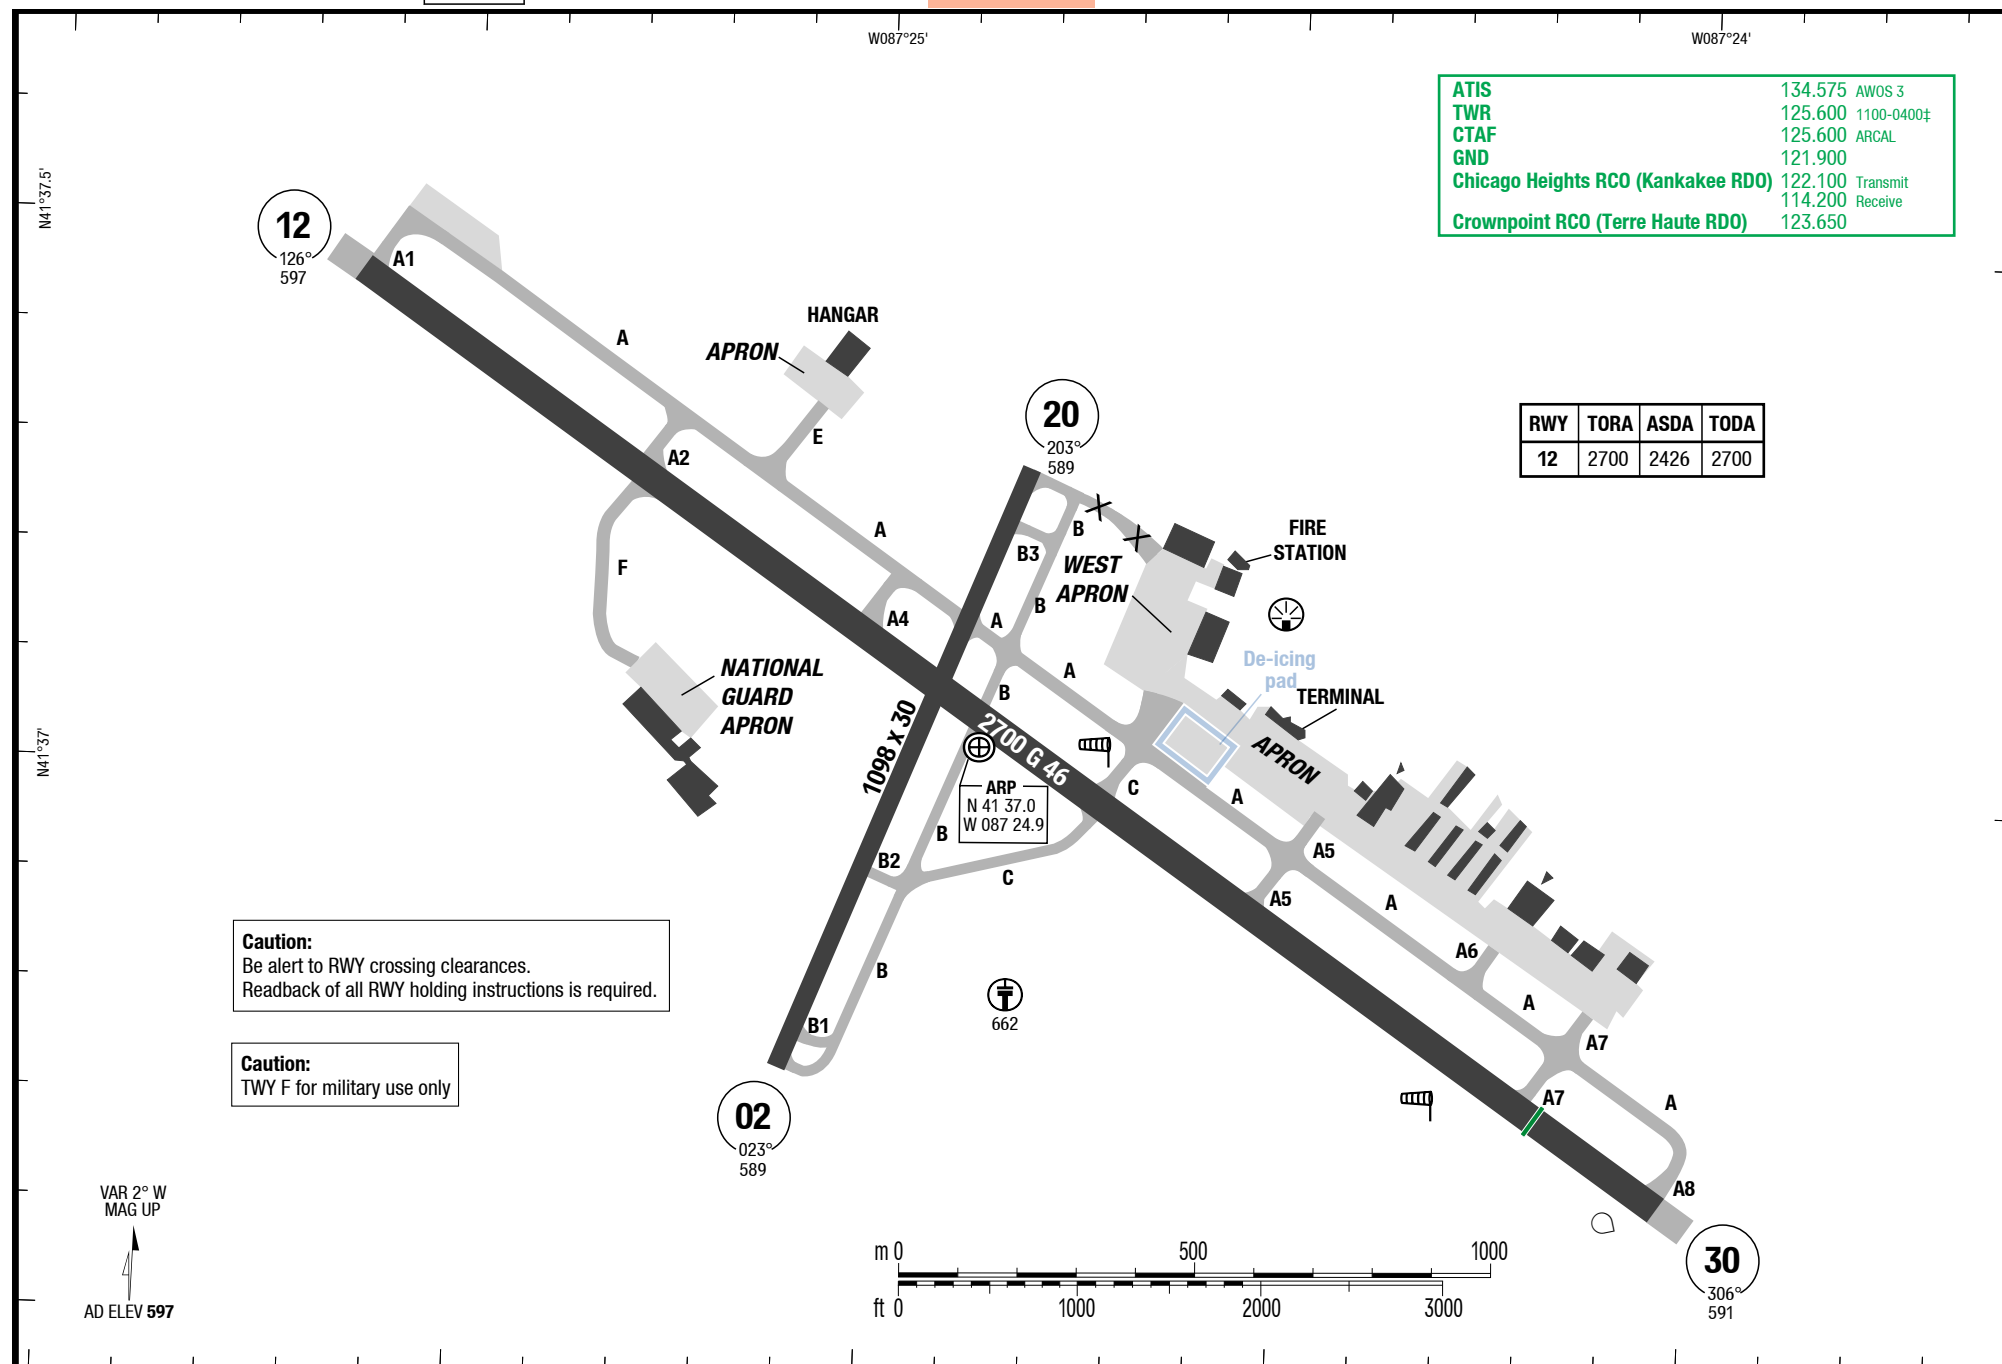 W087°25'
W087°24'
N41°37.5'
N41°37'
ATIS 134.575 AWOS 3
TWR 125.600 1100-0400‡
CTAF 125.600 ARCAL
GND 121.900
Chicago Heights RCO (Kankakee RDO) 122.100 Transmit
114.200 Receive
Crownpoint RCO (Terre Haute RDO) 123.650
12
126°
597
A1
A
HANGAR
APRON
E
A2
20
203°
589
RWY TORA ASDA TODA
12 2700 2426 2700
A
F
B
B3
WEST
APRON
FIRE
STATION
B
A4
A
A
B
De-icing
pad
TERMINAL
NATIONAL
GUARD
APRON
1098 x 30
2700 G 46
APRON
ARP
N 41 37.0
W 087 24.9
C
A
B
B2
C
A5
A5
A
A6
A
B
B1
662
A7
A7
A
A8
Caution:
Be alert to RWY crossing clearances.
Readback of all RWY holding instructions is required.
Caution:
TWY F for military use only
02
023°
589
VAR 2° W
MAG UP
AD ELEV 597
m 0 500 1000
ft 0 1000 2000 3000
30
306°
591